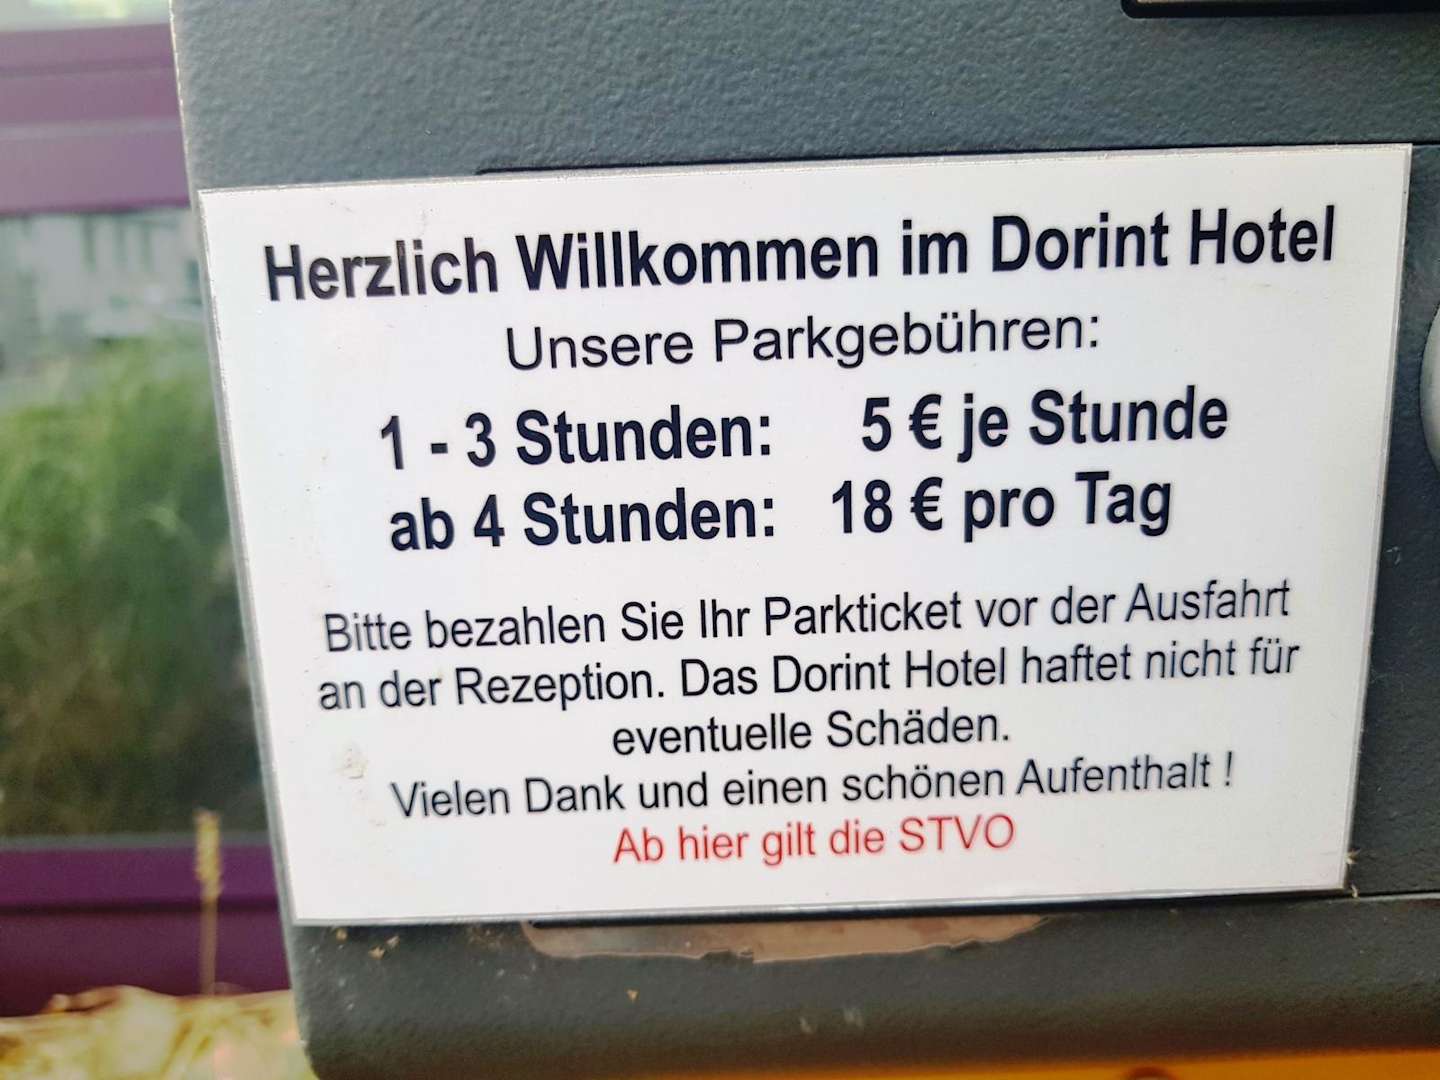 Herzlich Willkommen im Dorint Hotel
Unsere Parkgebühren:
1 - 3 Stunden: 5 € je Stunde
ab 4 Stunden: 18 € pro Tag
Bitte bezahlen Sie Ihr Parkticket vor der Ausfahrt
an der Rezeption. Das Dorint Hotel haftet nicht für
eventuelle Schäden.
Vielen Dank und einen schönen Aufenthalt !
Ab hier gilt die STVO